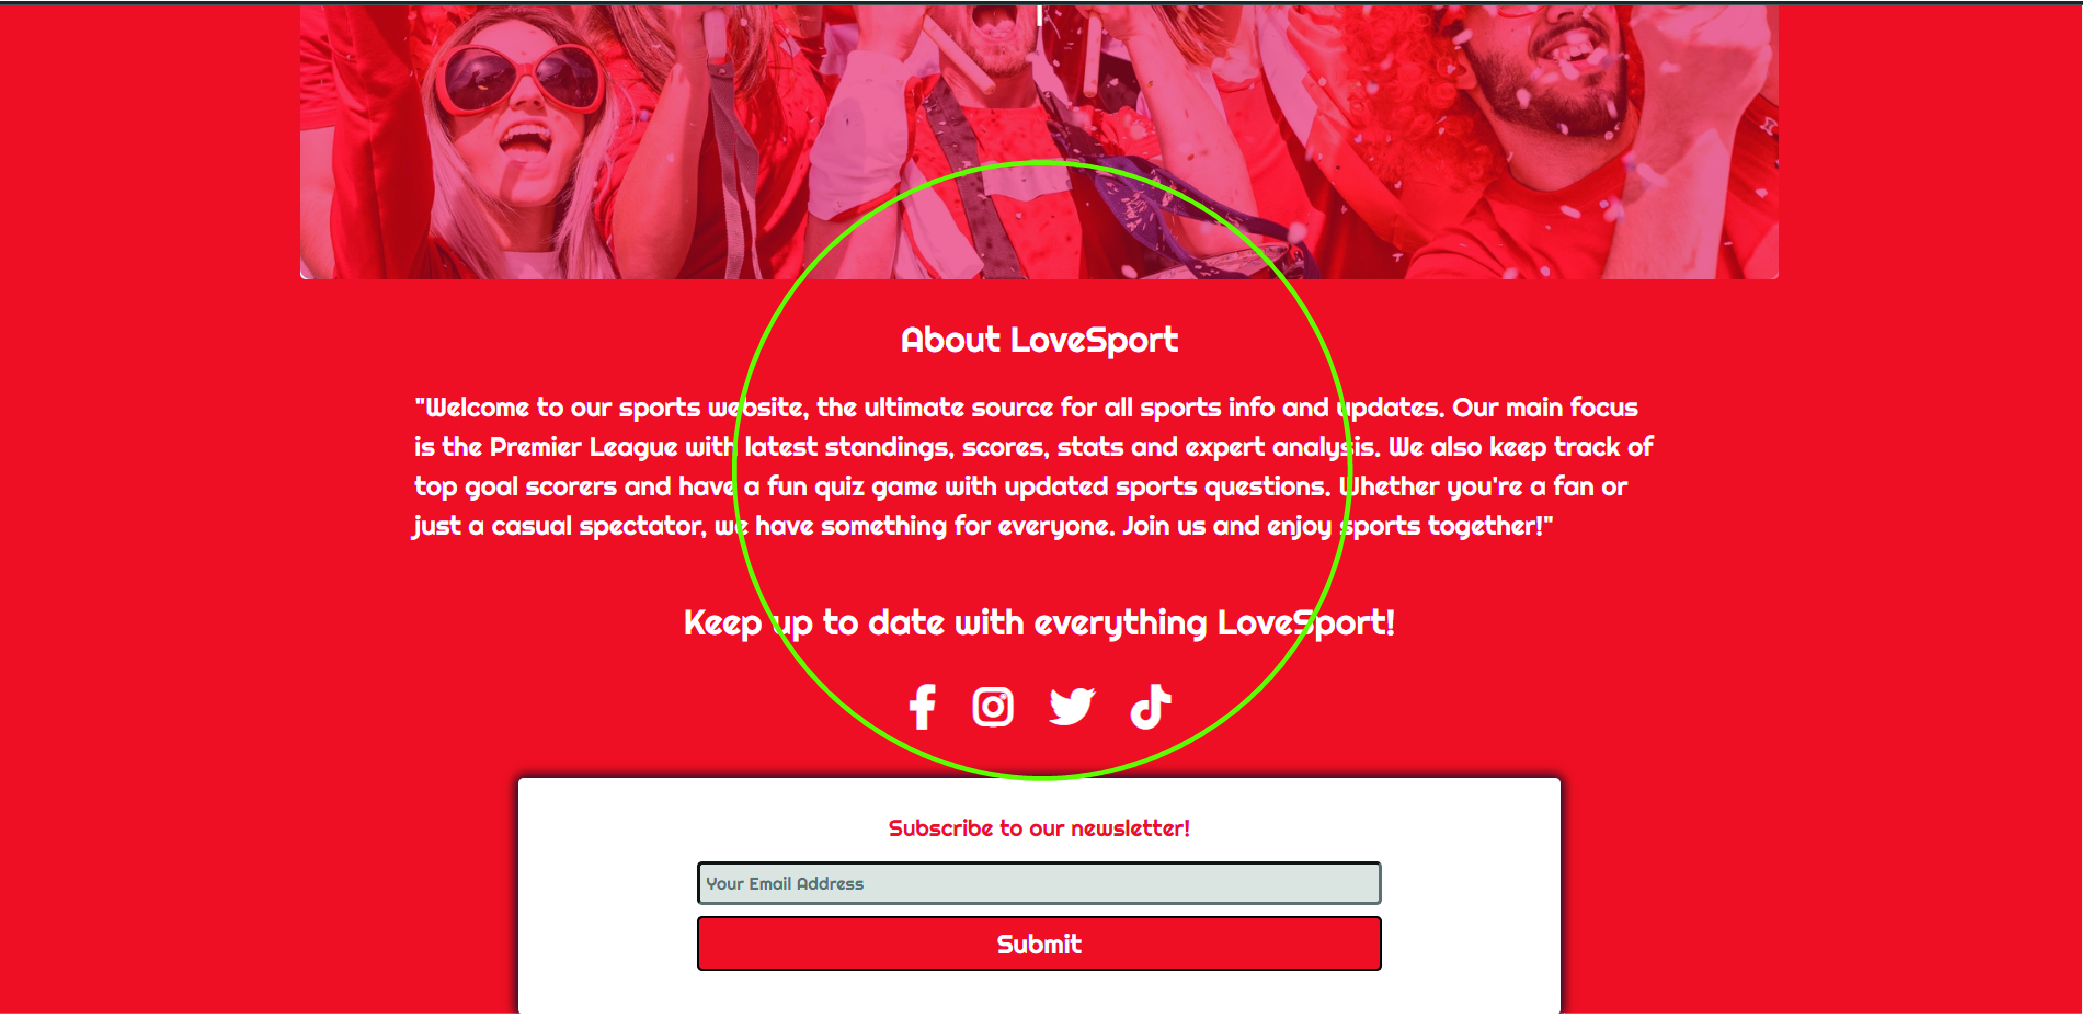 About LoveSport
"Welcome to our sports website, the ultimate source for all sports info and updates. Our main focus
is the Premier League with latest standings, scores, stats and expert analysis. We also keep track of
top goal scorers and have a fun quiz game with updated sports questions. Whether you're a fan or
just a casual spectator, we have something for everyone. Join us and enjoy sports together!"
Keep up to date with everything LoveSport!
Subscribe to our newsletter!
Your Email Address
Submit